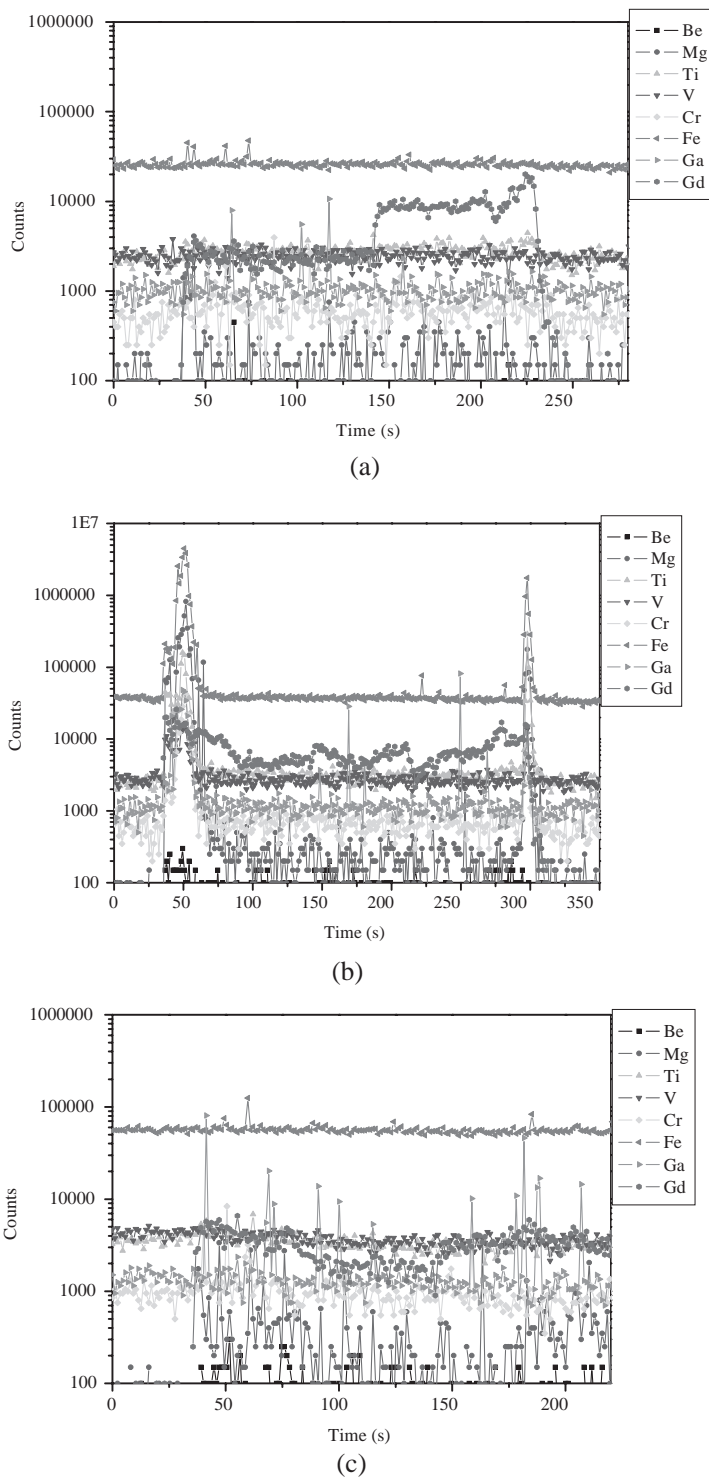 1000000
100000
10000
1000
100
Counts
0
50
100
150
200
250
Time (s)
Be
Mg
Ti
V
Cr
Fe
Ga
Gd
(a)
1E7
1000000
100000
10000
1000
100
Counts
0
50
100
150
200
250
300
350
Time (s)
Be
Mg
Ti
V
Cr
Fe
Ga
Gd
(b)
1000000
100000
10000
1000
100
Counts
0
50
100
150
200
Time (s)
Be
Mg
Ti
V
Cr
Fe
Ga
Gd
(c)